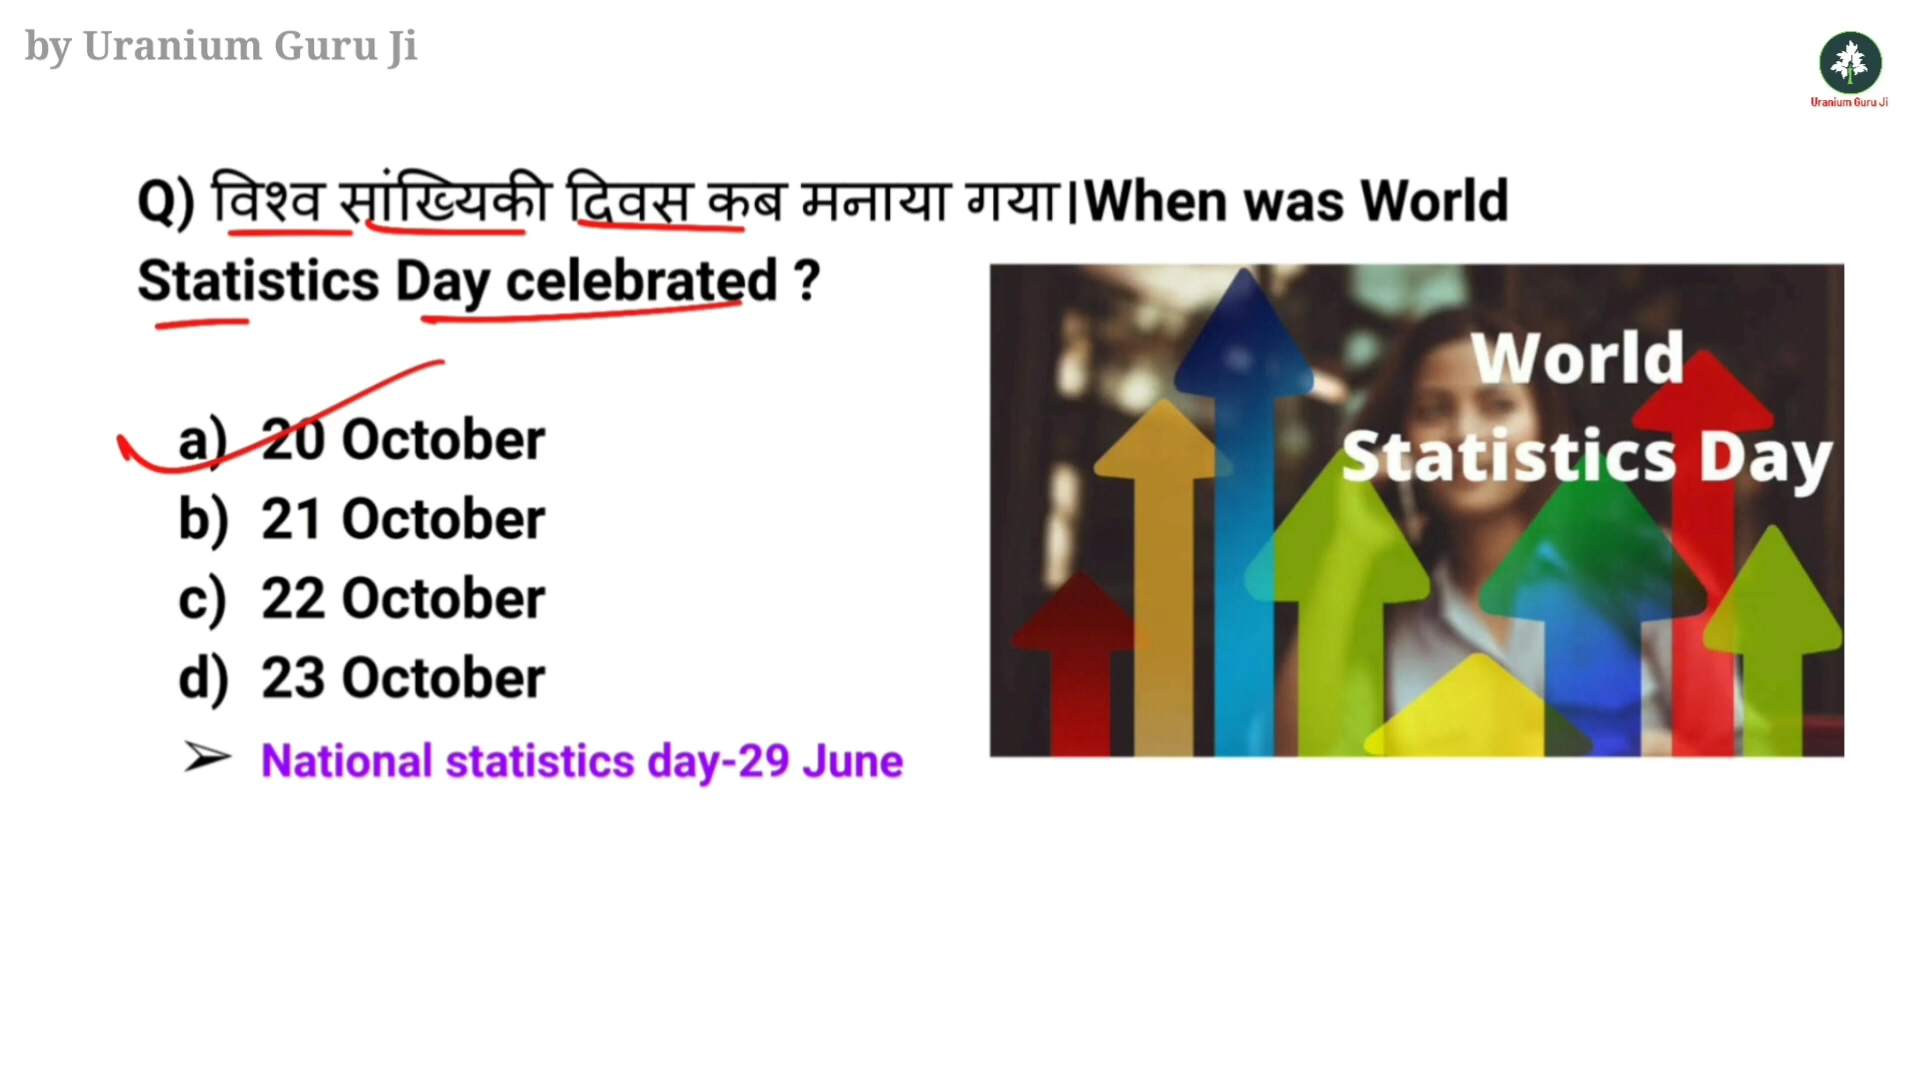 by Uranium Guru Ji
Uranium Guru Ji
Q) विश्व सांख्यिकी दिवस कब मनाया गया|When was World
Statistics Day celebrated ?
World
Statistics Day
a) 20 October
b) 21 October
c) 22 October
d) 23 October
➢ National statistics day-29 June